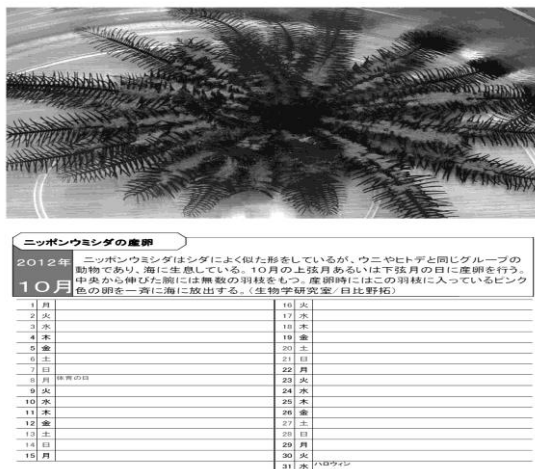 ニッポンウミシダの産卵
2012年
10月
ニッポンウミシダはシダによく似た形をしているが、ウニやヒトデと同じグループの
動物であり、海に生息している。10月の上弦月あるいは下弦月の日に産卵を行う。
中央から伸びた腕には無数の羽枝をもつ。産卵時にはこの羽枝に入っているピンク
色の卵を一斉に海に放出する。(生物学研究室/日比野拓)
1 月
2 火
3 水
4 木
5 金
6 土
7 日
8 月 体育の日
9 火
10 水
11 木
12 金
13 土
14 日
15 月
16 火
17 水
18 木
19 金
20 土
21 日
22 月
23 火
24 水
25 木
26 金
27 土
28 日
29 月
30 火
31 水 ハロウィン